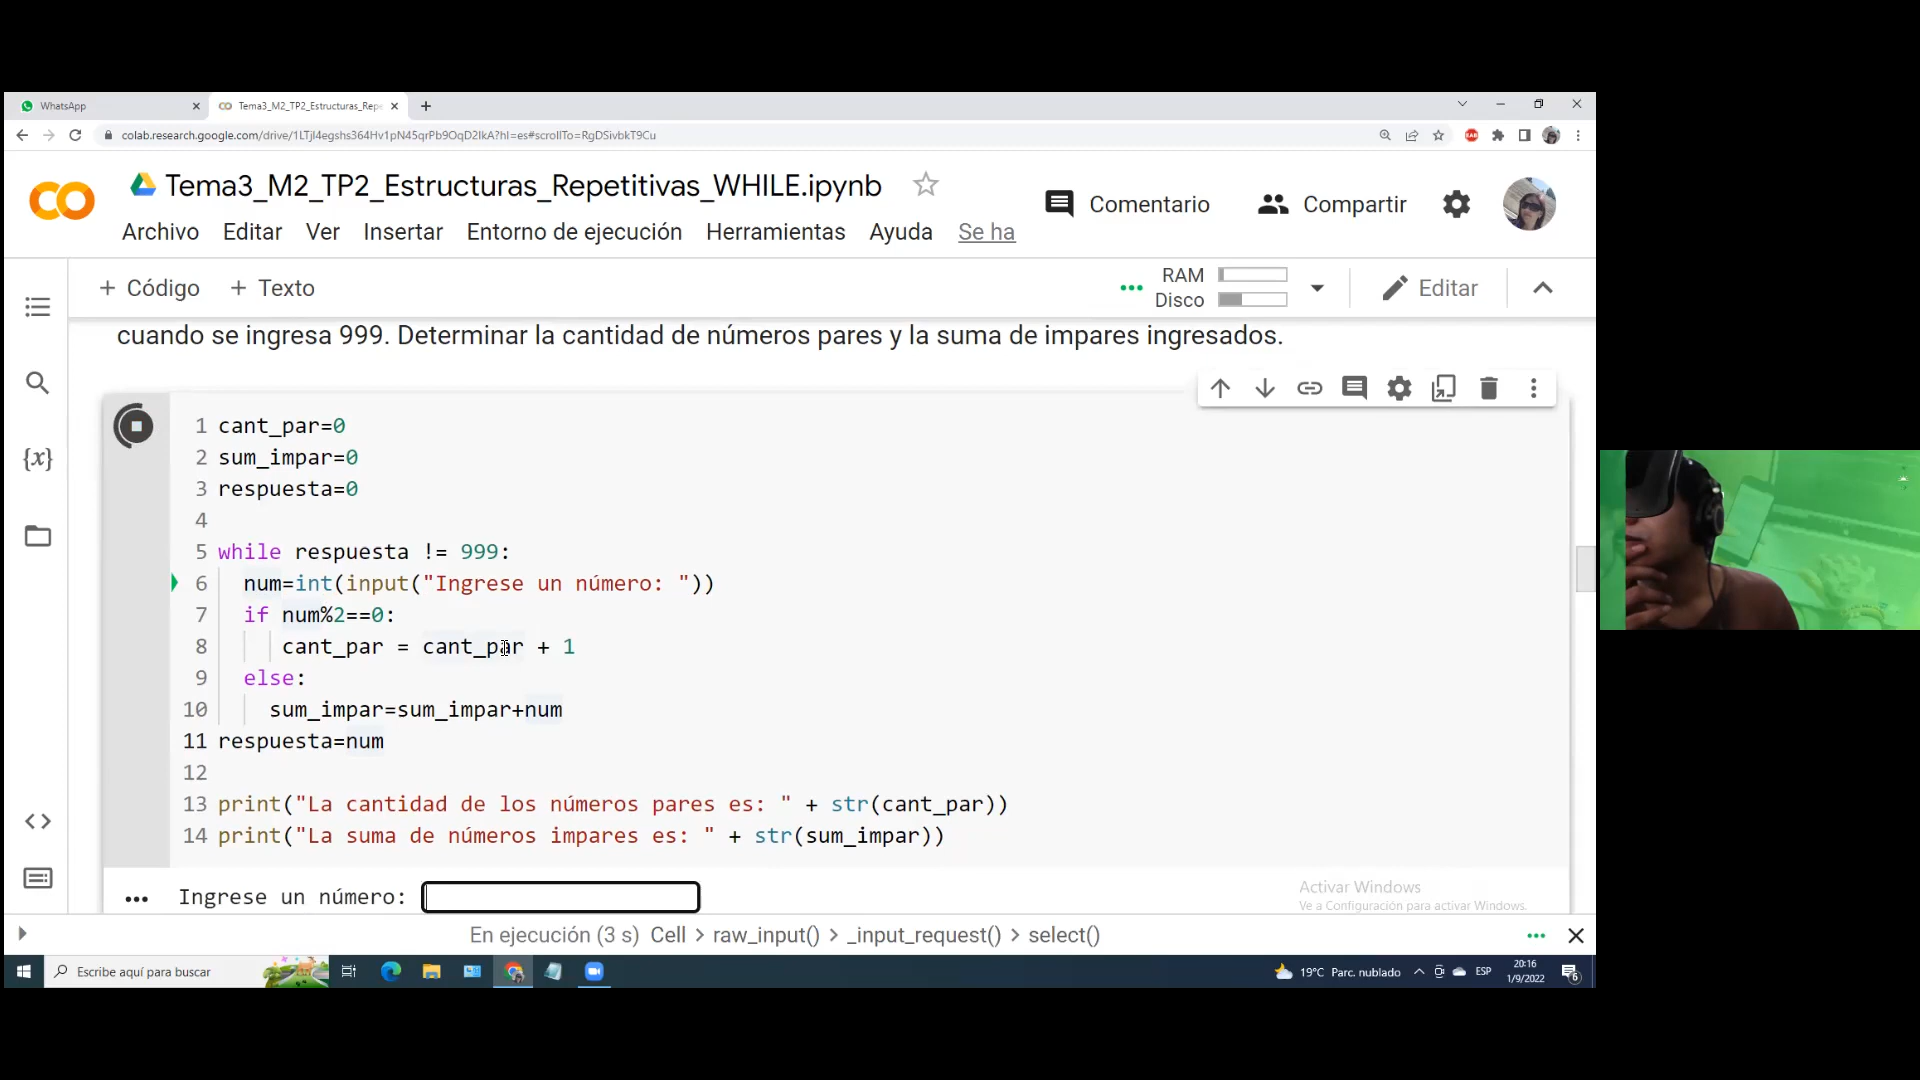 WhatsApp
Tema3_M2_TP2_Estructuras_Repe
colab.research.google.com/drive/1LTjl4egshs364Hv1pN45qrPb9OqD2lkA?hl=es#scrollTo=RgDSivbkT9Cu
Tema3_M2_TP2_Estructuras_Repetitivas_WHILE.ipynb
Comentario
Compartir
Archivo Editar Ver Insertar Entorno de ejecución Herramientas Ayuda Se ha
+ Código + Texto
RAM
Disco
Editar
cuando se ingresa 999. Determinar la cantidad de números pares y la suma de impares ingresados.
1 cant_par=0
2 sum_impar=0
3 respuesta=0
4
5 while respuesta != 999:
6 num=int(input("Ingrese un número: "))
7 if num%2==0:
8 cant_par = cant_par + 1
9 else:
10 sum_impar=sum_impar+num
11 respuesta=num
12
13 print("La cantidad de los números pares es: " + str(cant_par))
14 print("La suma de números impares es: " + str(sum_impar))
Ingrese un número:
Activar Windows
Ve a Configuración para activar Windows.
En ejecución (3 s) Cell > raw_input() > _input_request() > select()
Escribe aquí para buscar
19°C Parc. nublado
ESP
20:16
1/9/2022
6